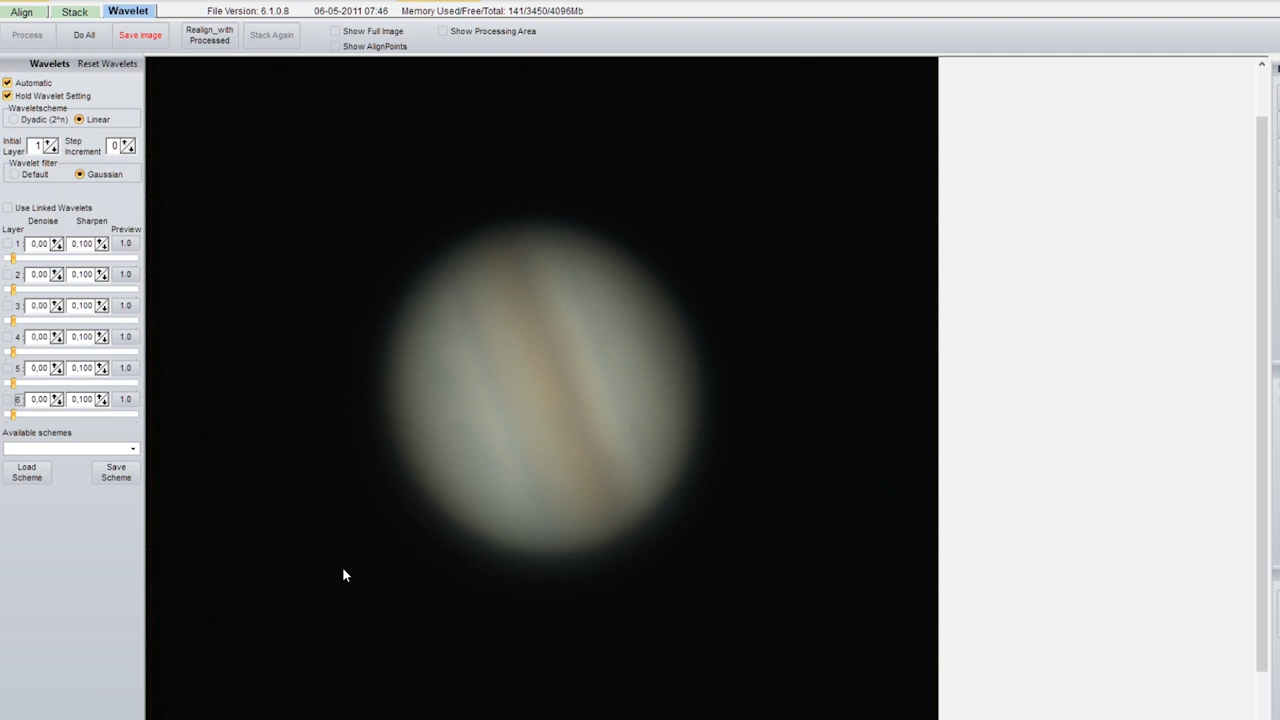 Align Stack Wavelet File Version: 6.1.0.8 06-05-2011 07:46 Memory Used/Free/Total: 141/3450/4096Mb
Process Do All Save image Realign_with Processed Stack Again Show Full Image Show Processing Area
Show AlignPoints
Wavelets Reset Wavelets
Automatic
Hold Wavelet Setting
Waveletscheme
Dyadic (2^n) Linear
Initial Layer 1 Step Increment 0
Wavelet filter
Default Gaussian
Use Linked Wavelets
Denoise Sharpen
Layer Preview
1: 0,00 0,100 1.0
2: 0,00 0,100 1.0
3: 0,00 0,100 1.0
4: 0,00 0,100 1.0
5: 0,00 0,100 1.0
6: 0,00 0,100 1.0
Available schemes
Load Scheme Save Scheme